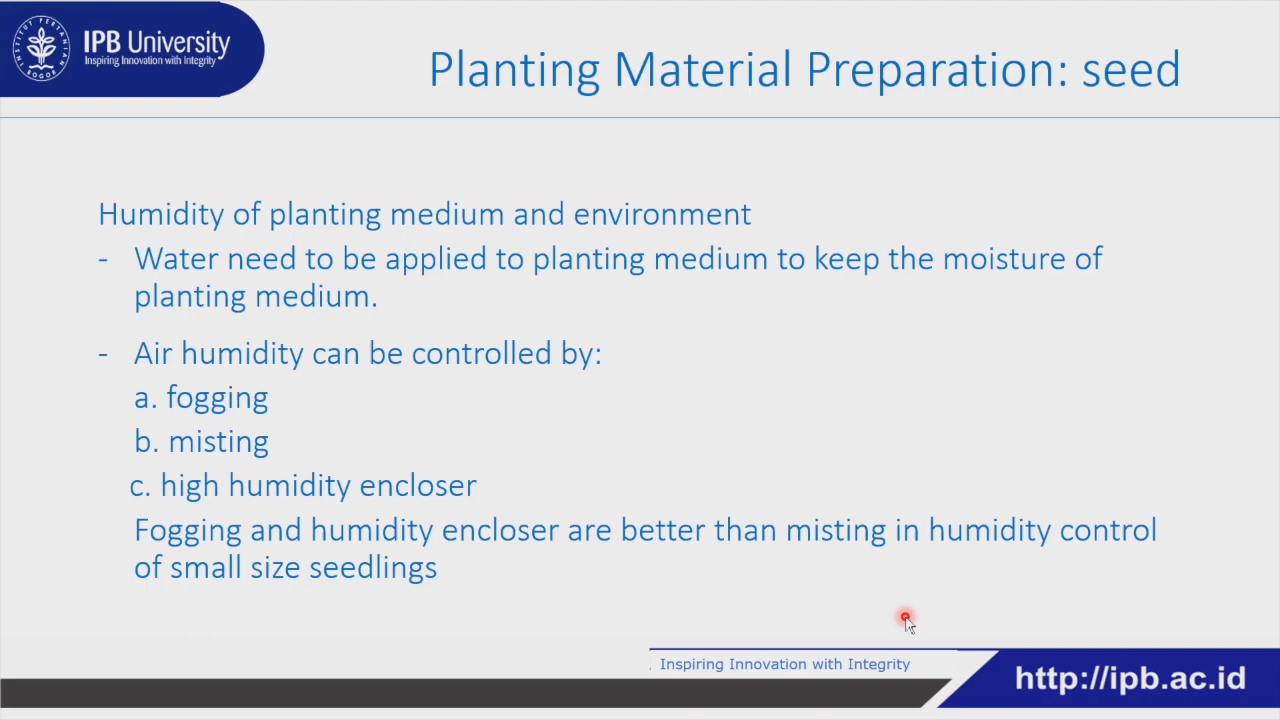 INSTITUT PERTANIAN BOGOR
IPB University
Inspiring Innovation with Integrity
Planting Material Preparation: seed
Humidity of planting medium and environment
- Water need to be applied to planting medium to keep the moisture of
planting medium.
- Air humidity can be controlled by:
a. fogging
b. misting
c. high humidity encloser
Fogging and humidity encloser are better than misting in humidity control
of small size seedlings
Inspiring Innovation with Integrity
http://ipb.ac.id